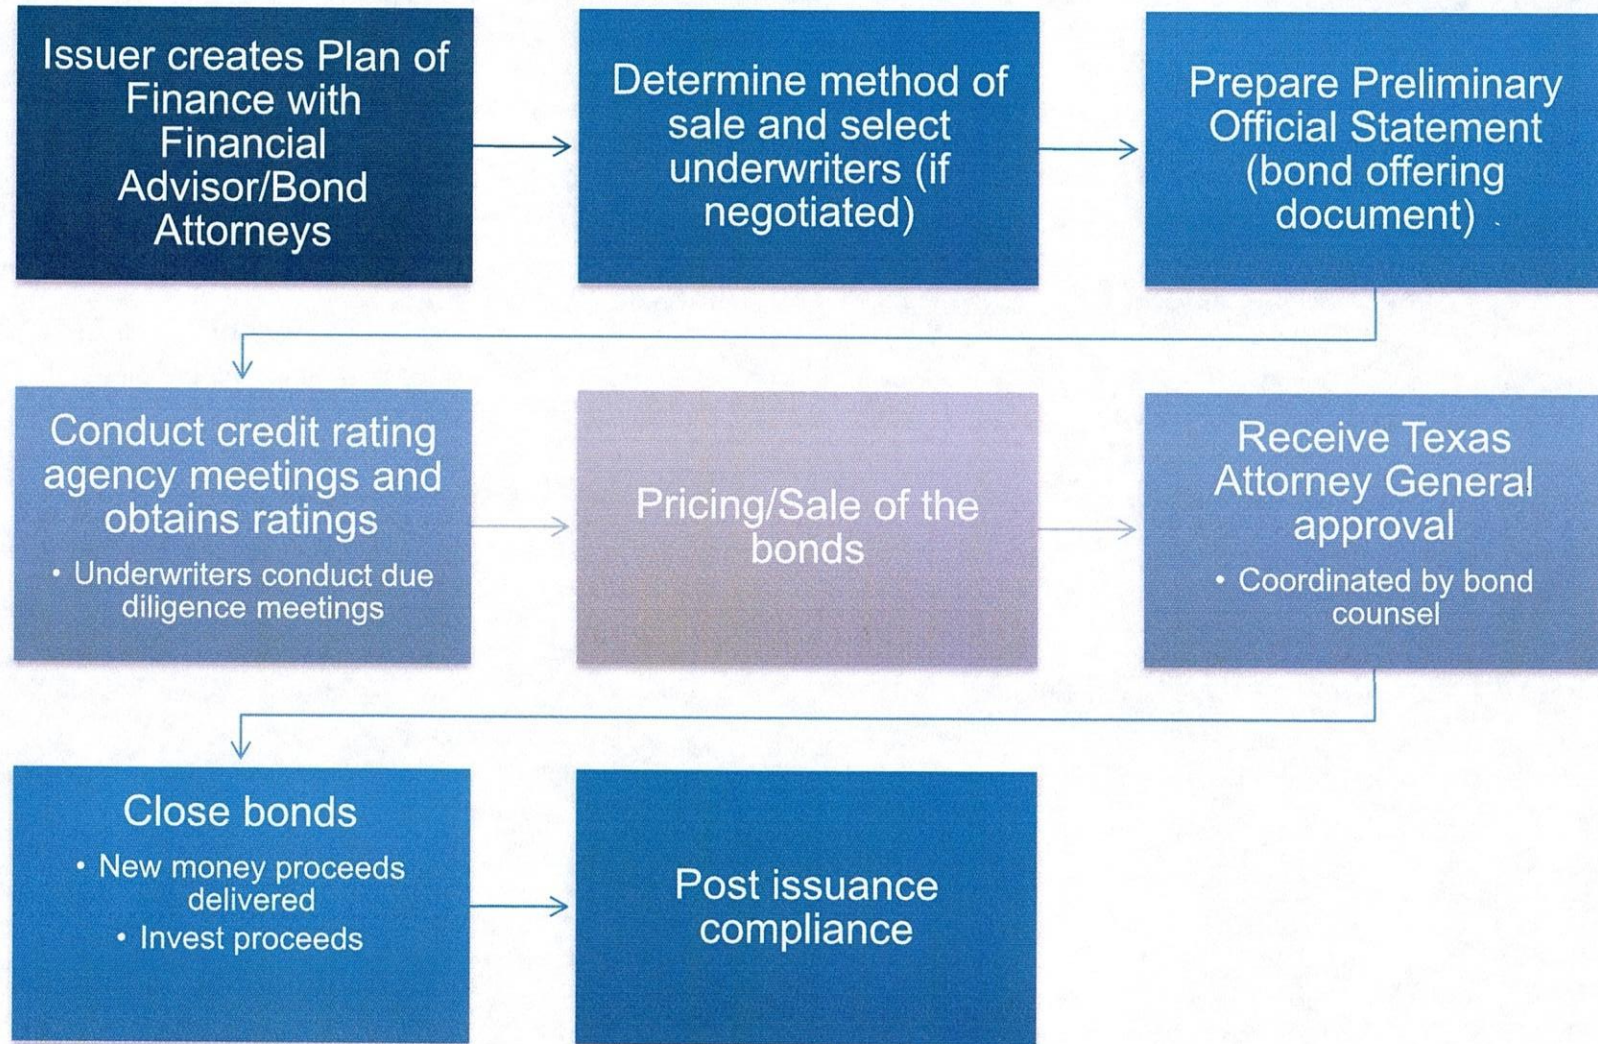 Issuer creates Plan of
Finance with
Financial
Advisor/Bond
Attorneys
Determine method of
sale and select
underwriters (if
negotiated)
Prepare Preliminary
Official Statement
(bond offering
document)
Conduct credit rating
agency meetings and
obtains ratings
• Underwriters conduct due
diligence meetings
Pricing/Sale of the
bonds
Receive Texas
Attorney General
approval
• Coordinated by bond
counsel
Close bonds
• New money proceeds
delivered
• Invest proceeds
Post issuance
compliance